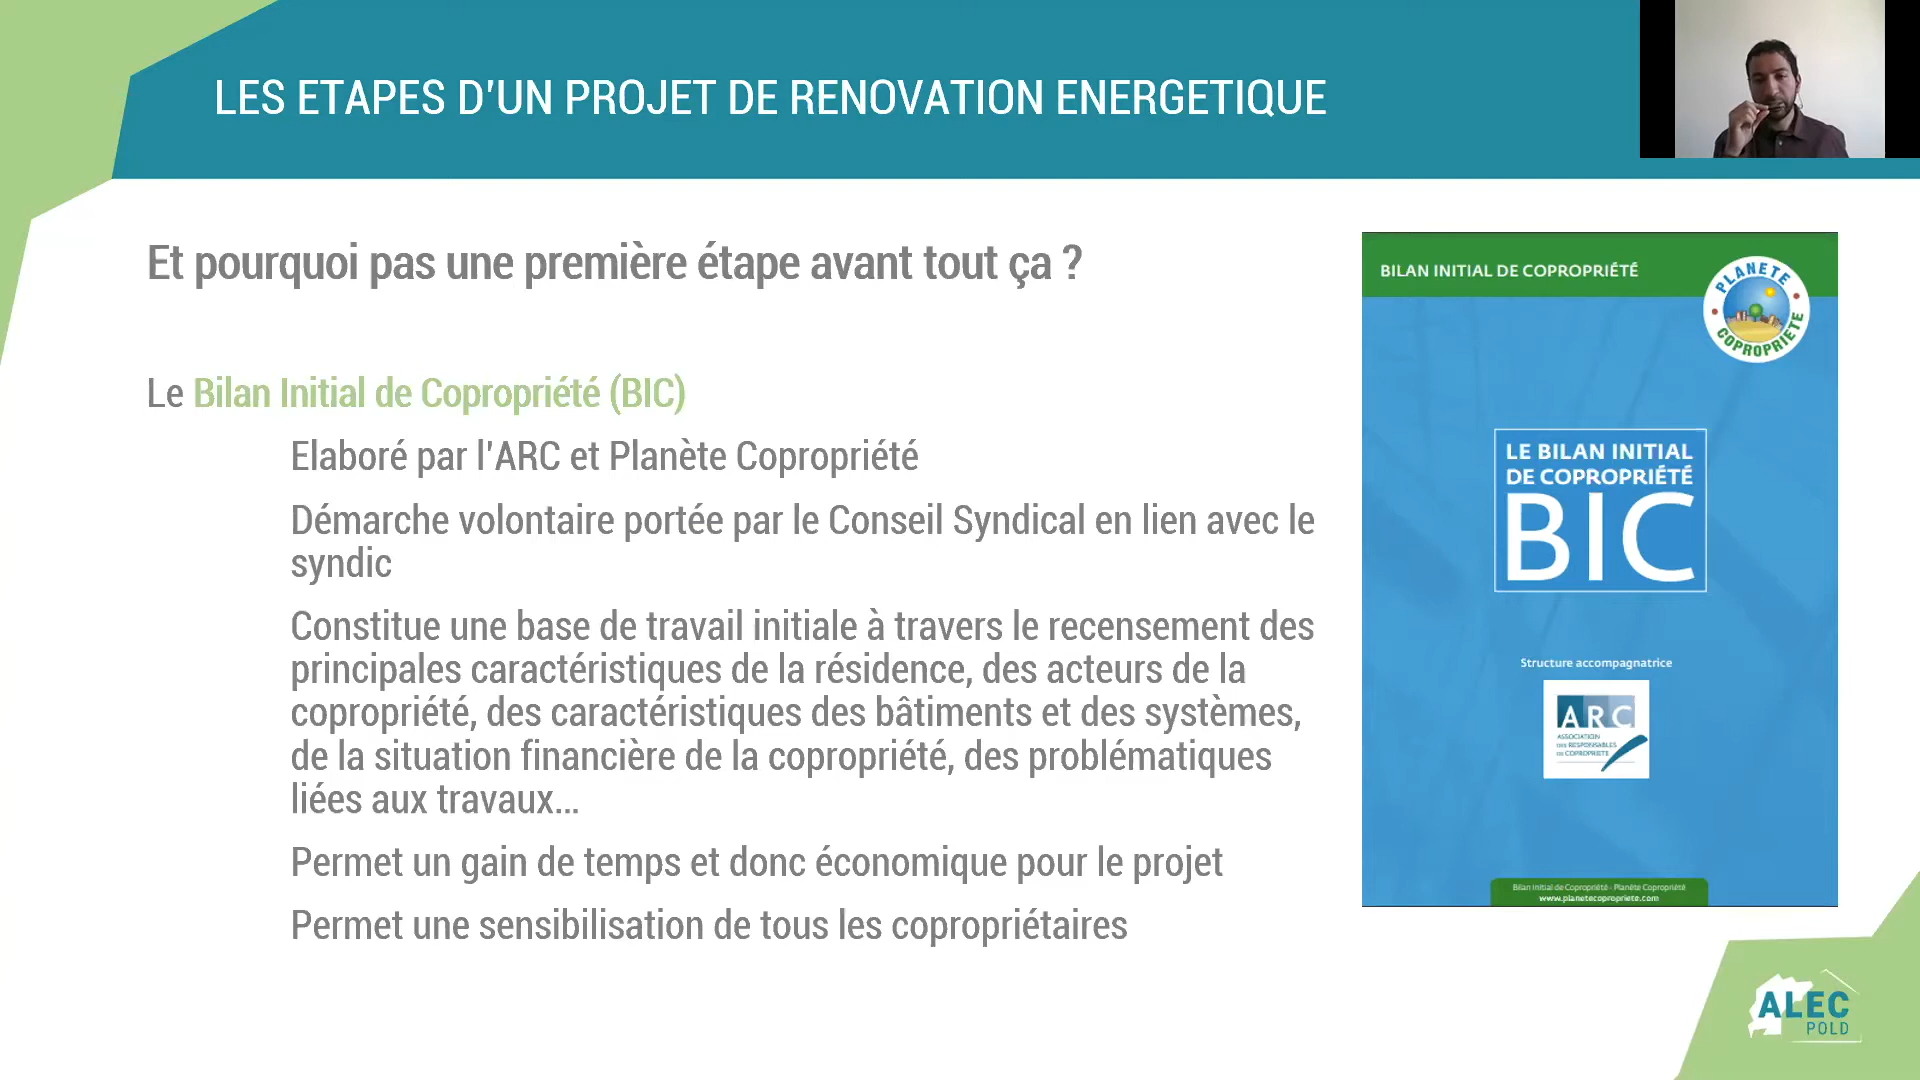 LES ETAPES D'UN PROJET DE RENOVATION ENERGETIQUE
Et pourquoi pas une première étape avant tout ça ?
Le Bilan Initial de Copropriété (BIC)
Elaboré par l'ARC et Planète Copropriété
Démarche volontaire portée par le Conseil Syndical en lien avec le
syndic
Constitue une base de travail initiale à travers le recensement des
principales caractéristiques de la résidence, des acteurs de la
copropriété, des caractéristiques des bâtiments et des systèmes,
de la situation financière de la copropriété, des problématiques
liées aux travaux...
Permet un gain de temps et donc économique pour le projet
Permet une sensibilisation de tous les copropriétaires
BILAN INITIAL DE COPROPRIÉTÉ
PLANETE
COPROPRIETE
LE BILAN INITIAL
DE COPROPRIÉTÉ
BIC
Structure accompagnatrice
ARC
ASSOCIATION
DES RESPONSABLES
DE COPROPRIETE
Bilan Initial de Copropriété - Planète Copropriété
www.planetecopropriete.com
ALEC
POLD